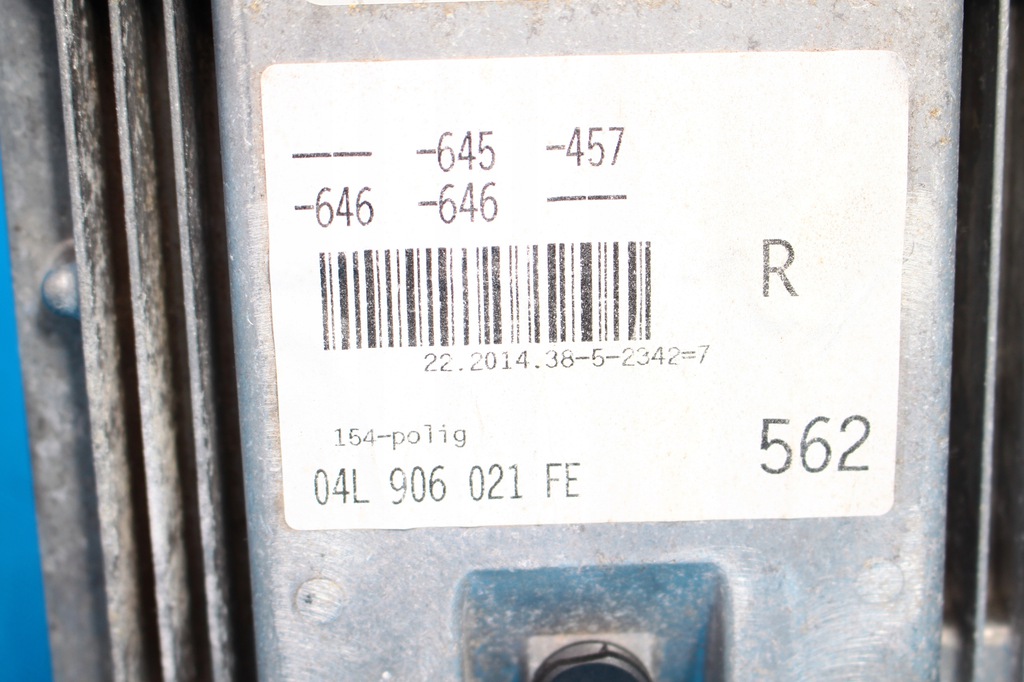 —— -645 -457
-646 -646 ——
R
22.2014.38-5-2342=7
154-polig
562
04L 906 021 FE